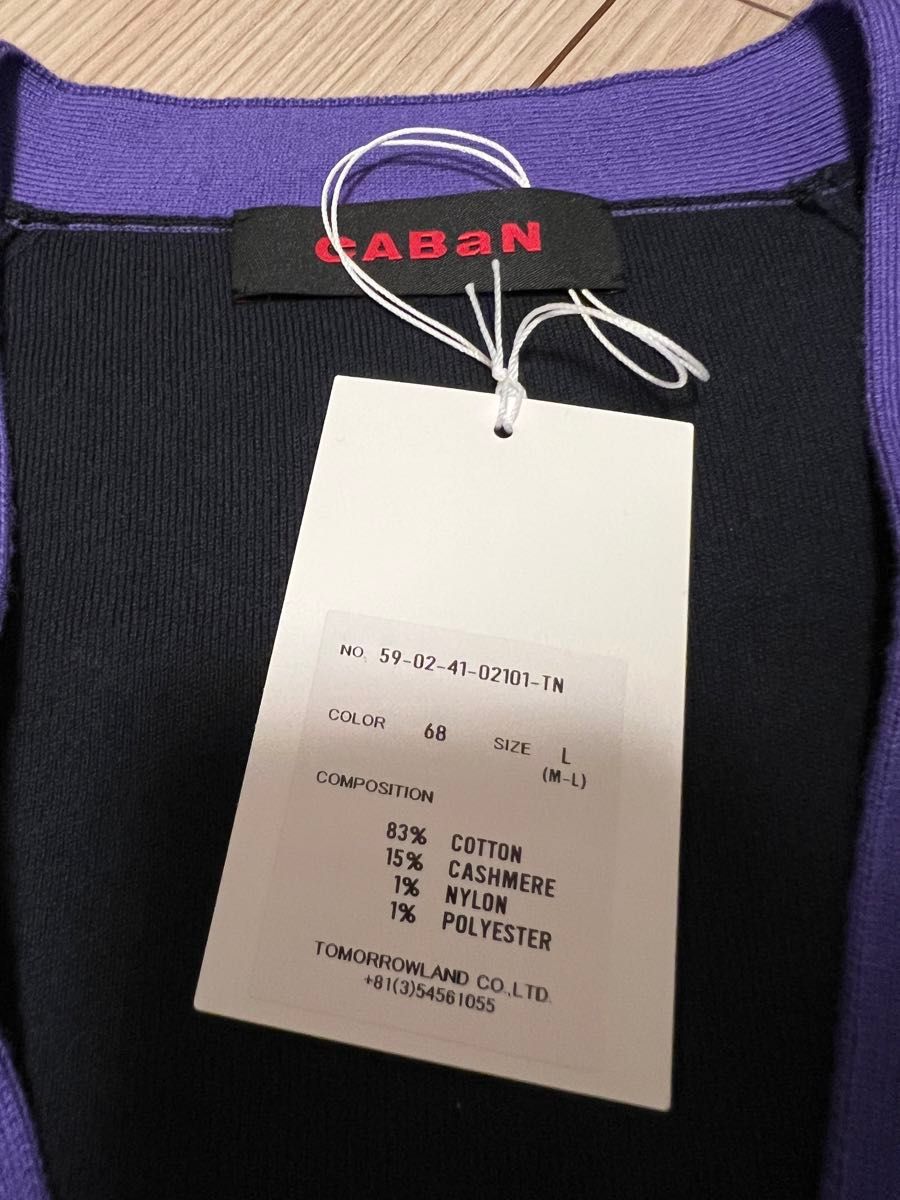 CABaN
NO. 59-02-41-02101-TN
COLOR 68 SIZE L
(M-L)
COMPOSITION
83% COTTON
15% CASHMERE
1% NYLON
1% POLYESTER
TOMORROWLAND CO.,LTD.
+81(3)54561055